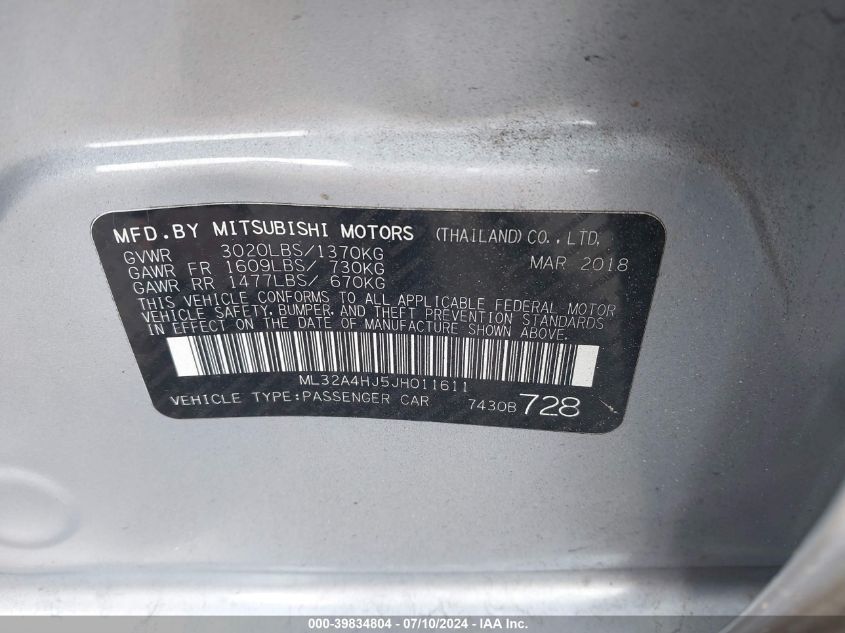 MFD.BY MITSUBISHI MOTORS (THAILAND) CO., LTD.
GVWR 3020LBS/1370KG MAR 2018
GAWR FR 1609LBS/ 730KG
GAWR RR 1477LBS/ 670KG
THIS VEHICLE CONFORMS TO ALL APPLICABLE FEDERAL MOTOR
VEHICLE SAFETY, BUMPER, AND THEFT PREVENTION STANDARDS
IN EFFECT ON THE DATE OF MANUFACTURE SHOWN ABOVE.
ML32A4HJ5JH011611
VEHICLE TYPE:PASSENGER CAR 7430B 728
000-39834804 - 07/10/2024 - IAA Inc.